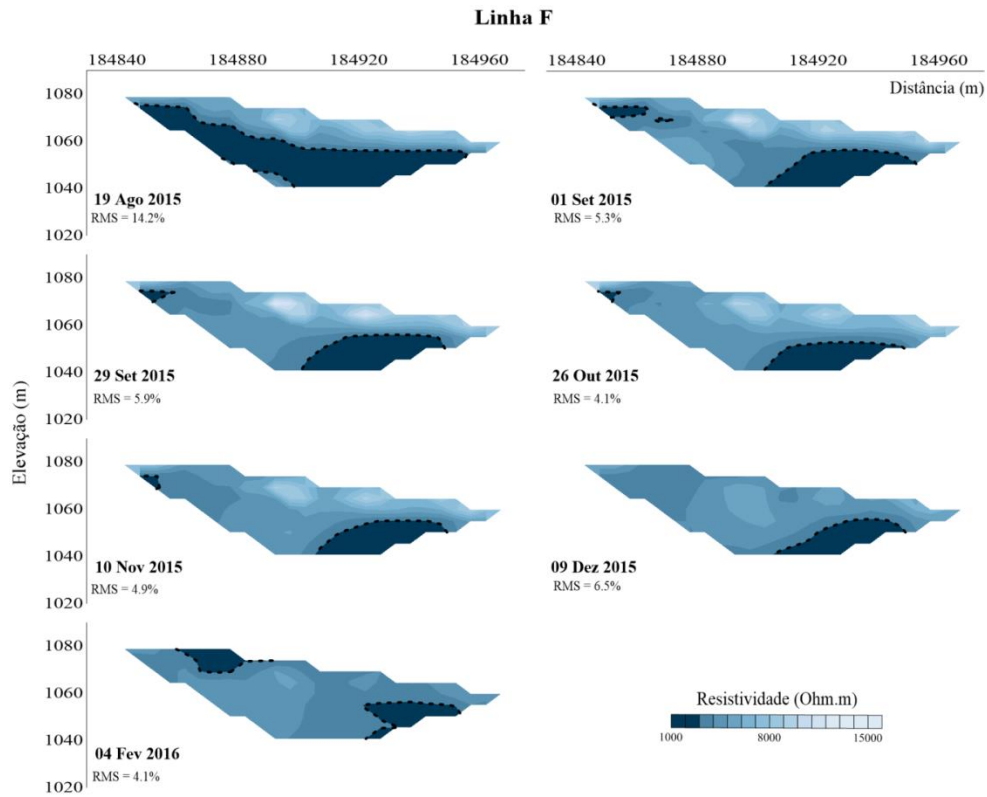 Linha F
184840 184880 184920 184960
184840 184880 184920 184960
Distância (m)
Elevação (m)
1080
1060
1040
1020
19 Ago 2015
RMS = 14.2%
01 Set 2015
RMS = 5.3%
1080
1060
1040
1020
29 Set 2015
RMS = 5.9%
26 Out 2015
RMS = 4.1%
1080
1060
1040
1020
10 Nov 2015
RMS = 4.9%
09 Dez 2015
RMS = 6.5%
1080
1060
1040
1020
04 Fev 2016
RMS = 4.1%
Resistividade (Ohm.m)
1000 8000 15000